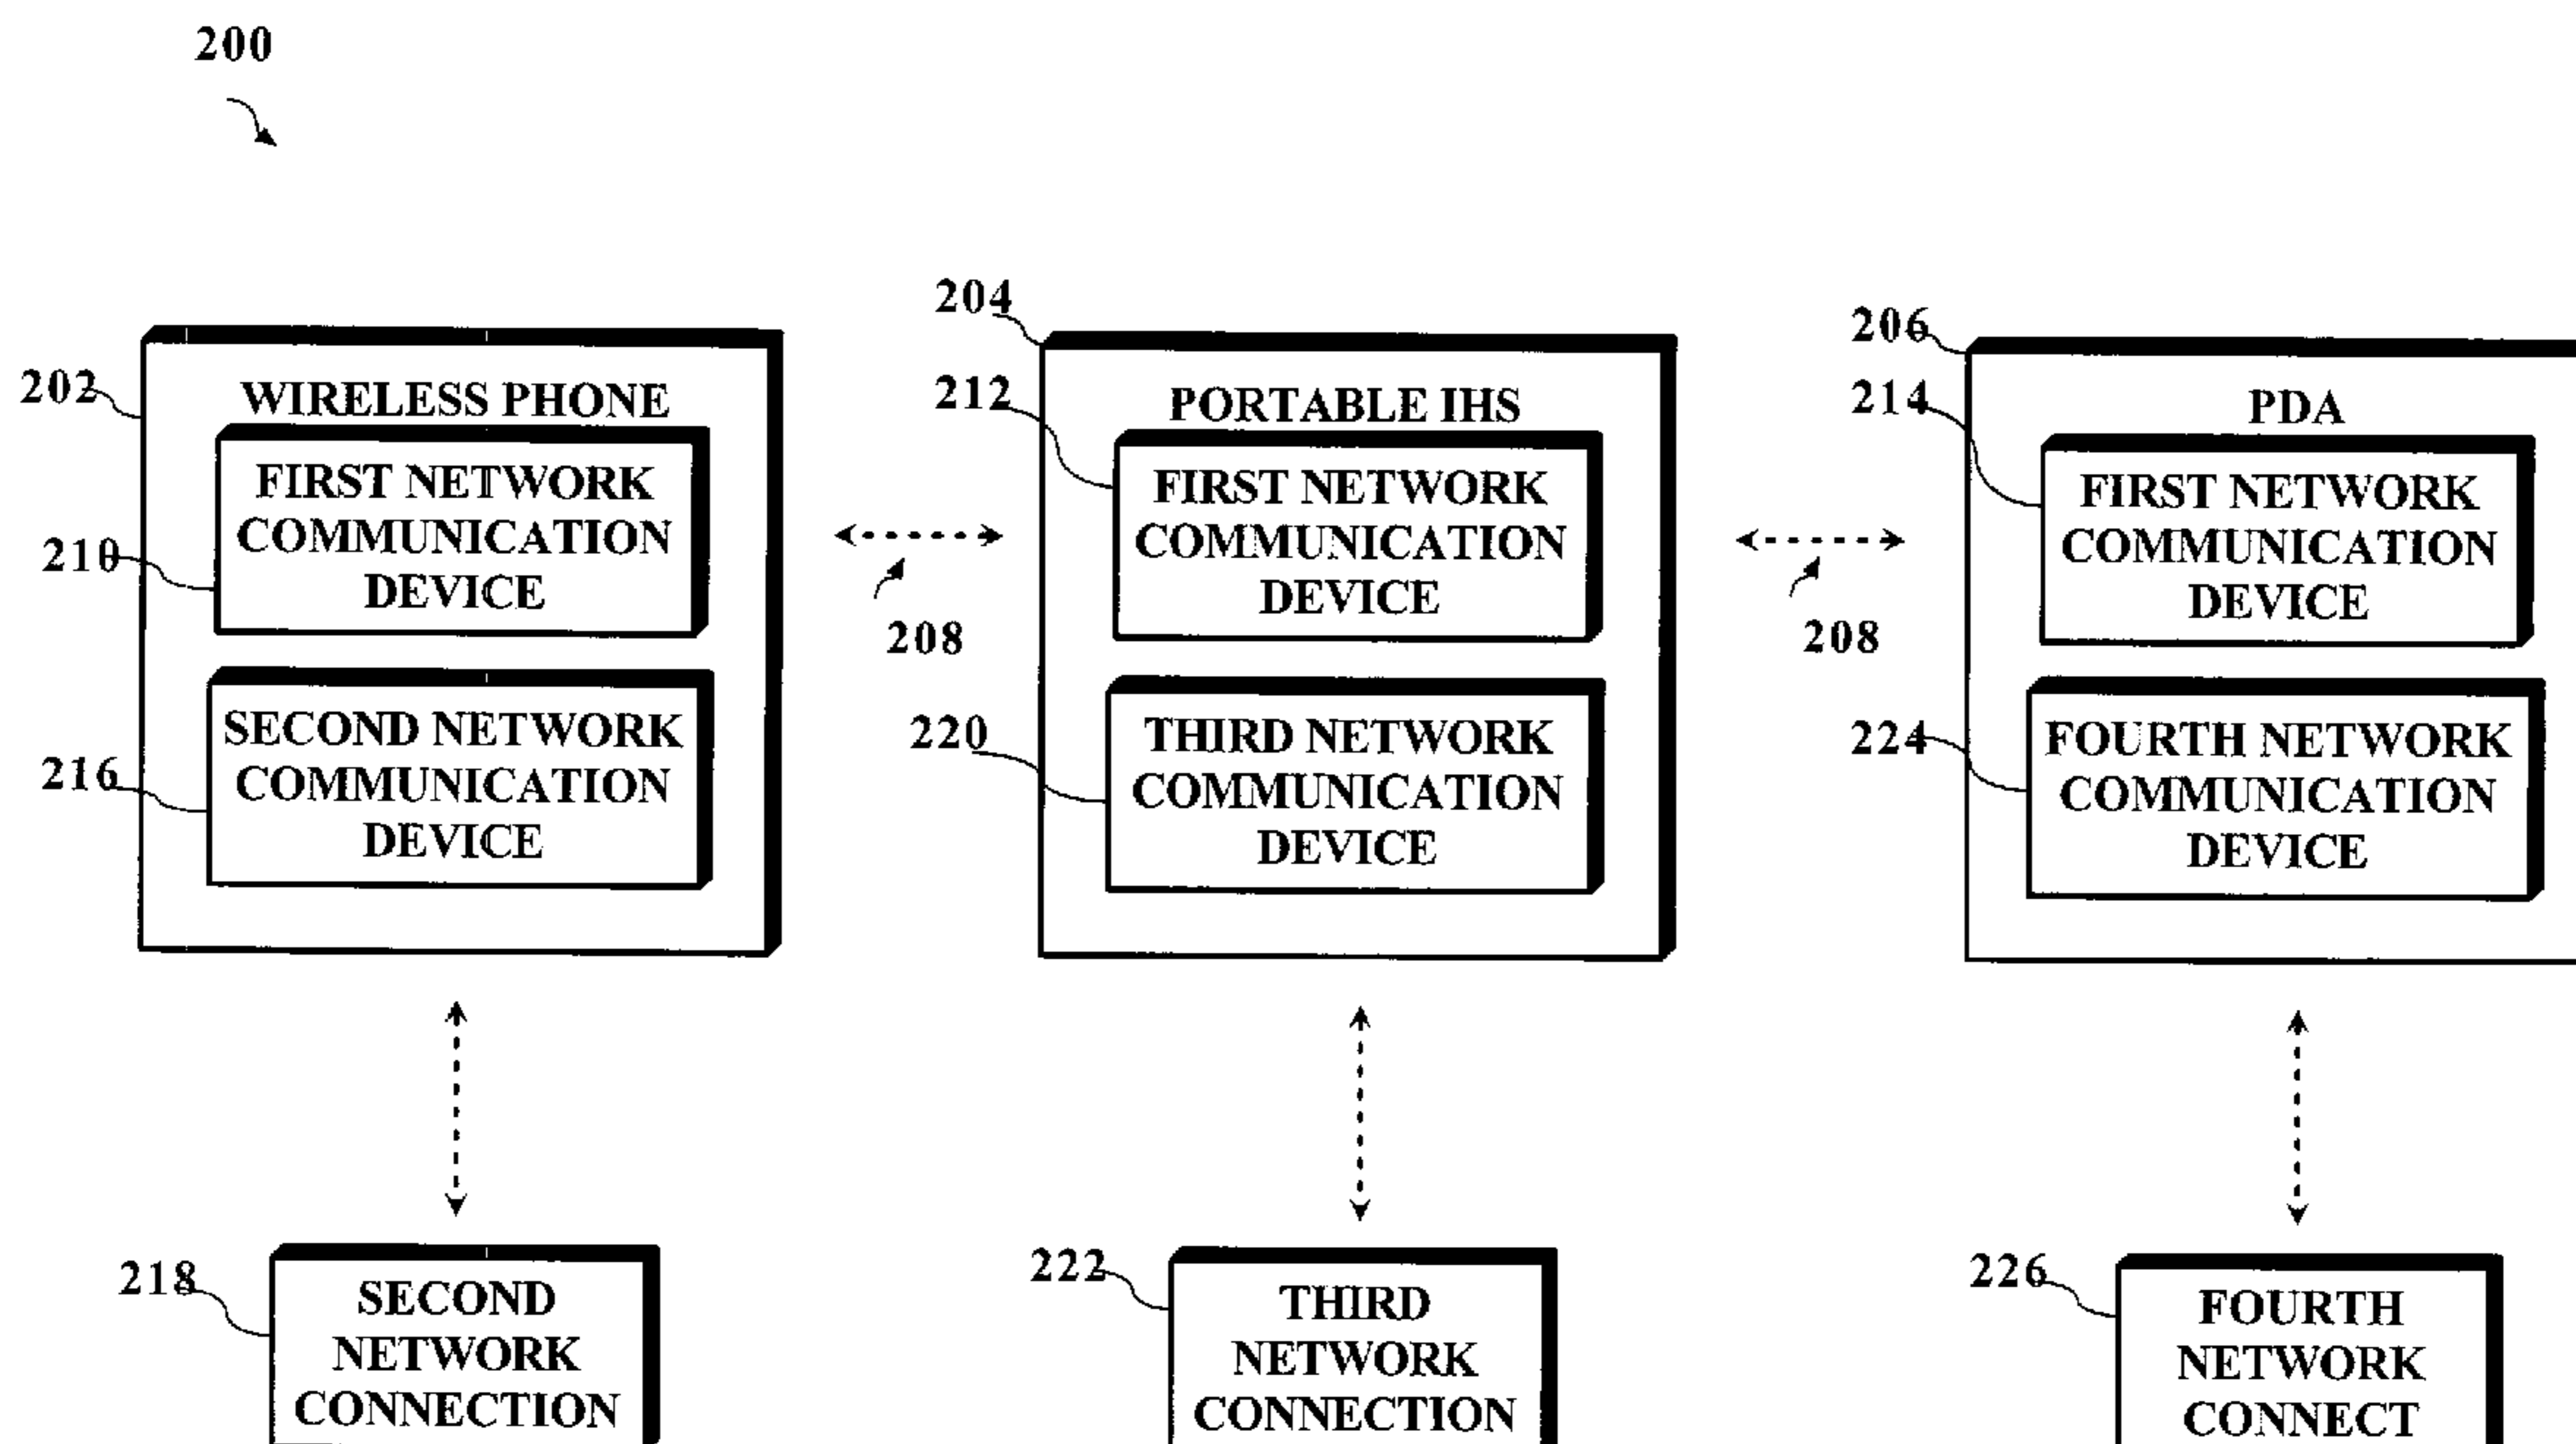 200
204
206
202
WIRELESS PHONE
212
PORTABLE IHS
214
PDA
FIRST NETWORK
COMMUNICATION
DEVICE
210
FIRST NETWORK
COMMUNICATION
DEVICE
FIRST NETWORK
COMMUNICATION
DEVICE
208
208
SECOND NETWORK
COMMUNICATION
DEVICE
216
220
THIRD NETWORK
COMMUNICATION
DEVICE
224
FOURTH NETWORK
COMMUNICATION
DEVICE
218
SECOND
NETWORK
CONNECTION
222
THIRD
NETWORK
CONNECTION
226
FOURTH
NETWORK
CONNECT